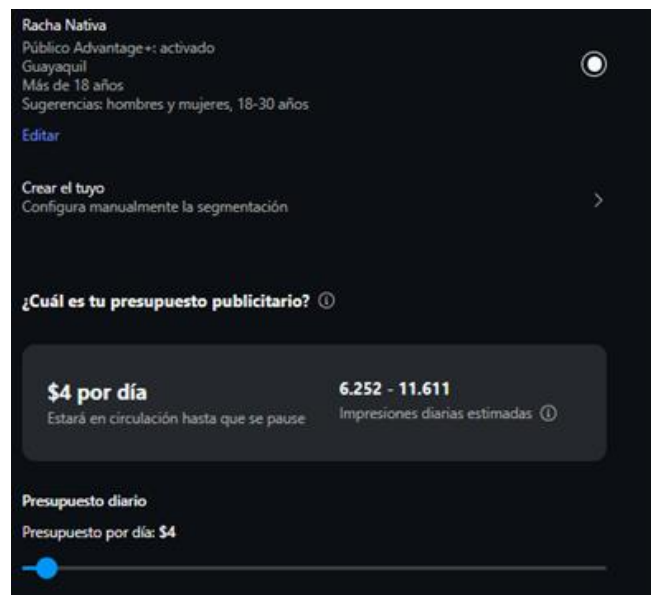 Racha Nativa
Público Advantage+: activado
Guayaquil
Más de 18 años
Sugerencias: hombres y mujeres, 18-30 años
Editar
Crear el tuyo
Configura manualmente la segmentación
¿Cuál es tu presupuesto publicitario?
$4 por día
Estará en circulación hasta que se pause
6.252 - 11.611
Impresiones diarias estimadas
Presupuesto diario
Presupuesto por día: $4